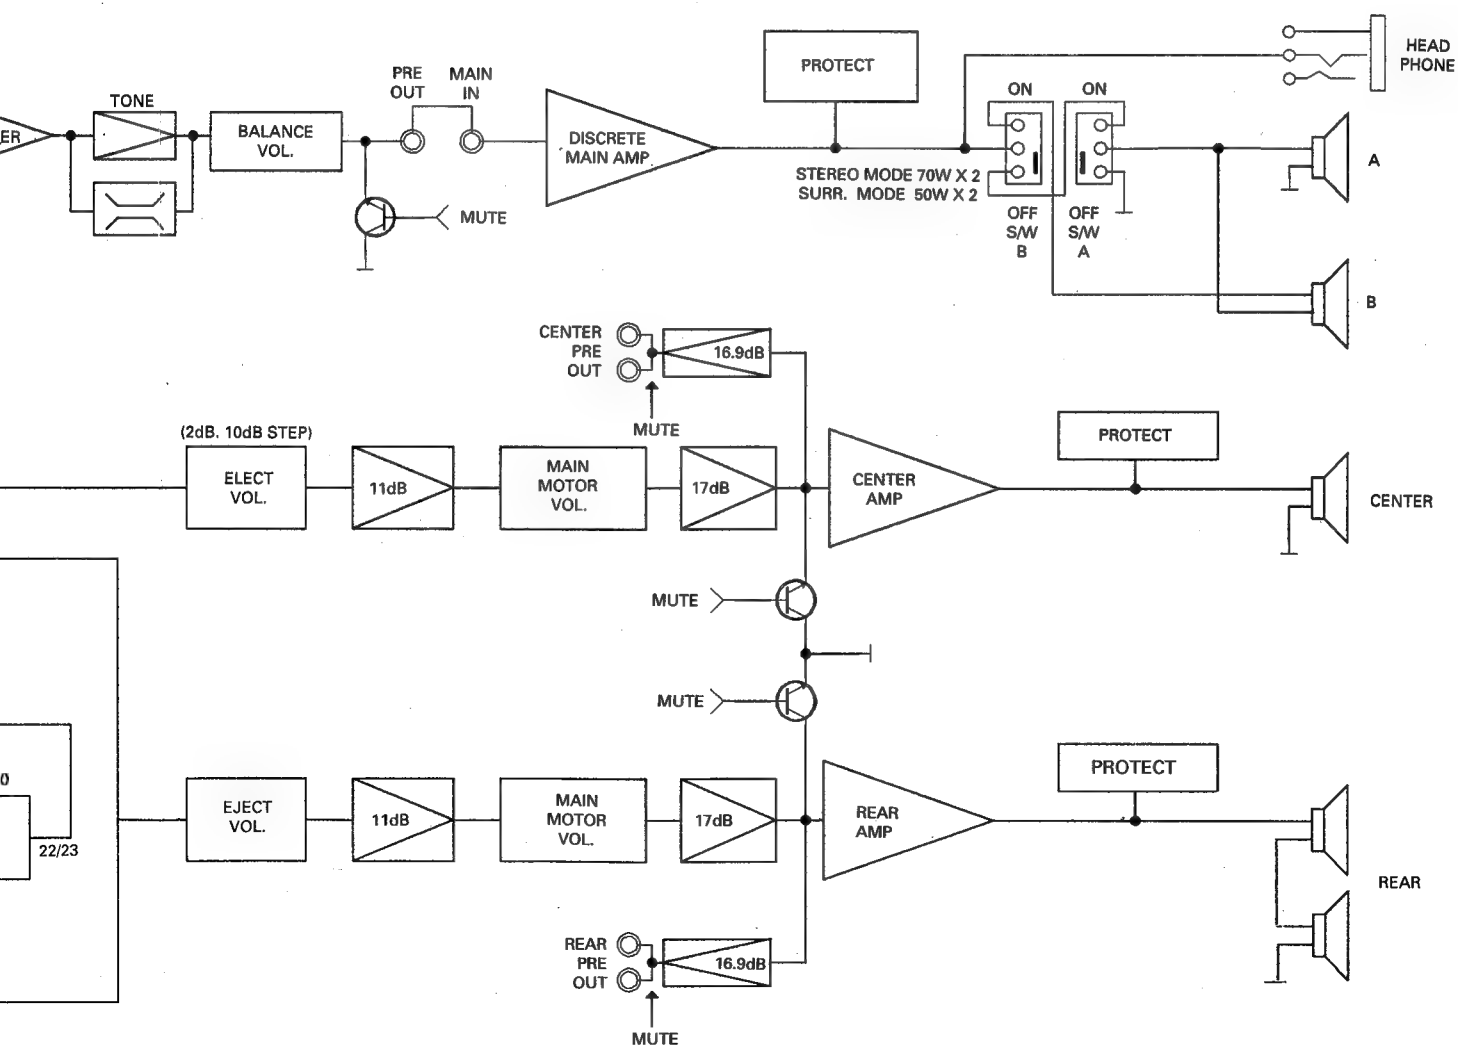 HEAD
PHONE
PROTECT
PRE
OUT
MAIN
IN
ON
ON
TONE
ER
BALANCE
VOL.
DISCRETE
MAIN AMP
A
STEREO MODE 70W X 2
SURR. MODE 50W X 2
MUTE
OFF
S/W
B
OFF
S/W
A
B
CENTER
PRE
OUT
16.9dB
MUTE
(2dB. 10dB STEP)
ELECT
VOL.
11dB
MAIN
MOTOR
VOL.
17dB
CENTER
AMP
PROTECT
CENTER
MUTE
MUTE
0
22/23
EJECT
VOL.
11dB
MAIN
MOTOR
VOL.
17dB
REAR
AMP
PROTECT
REAR
REAR
PRE
OUT
16.9dB
MUTE